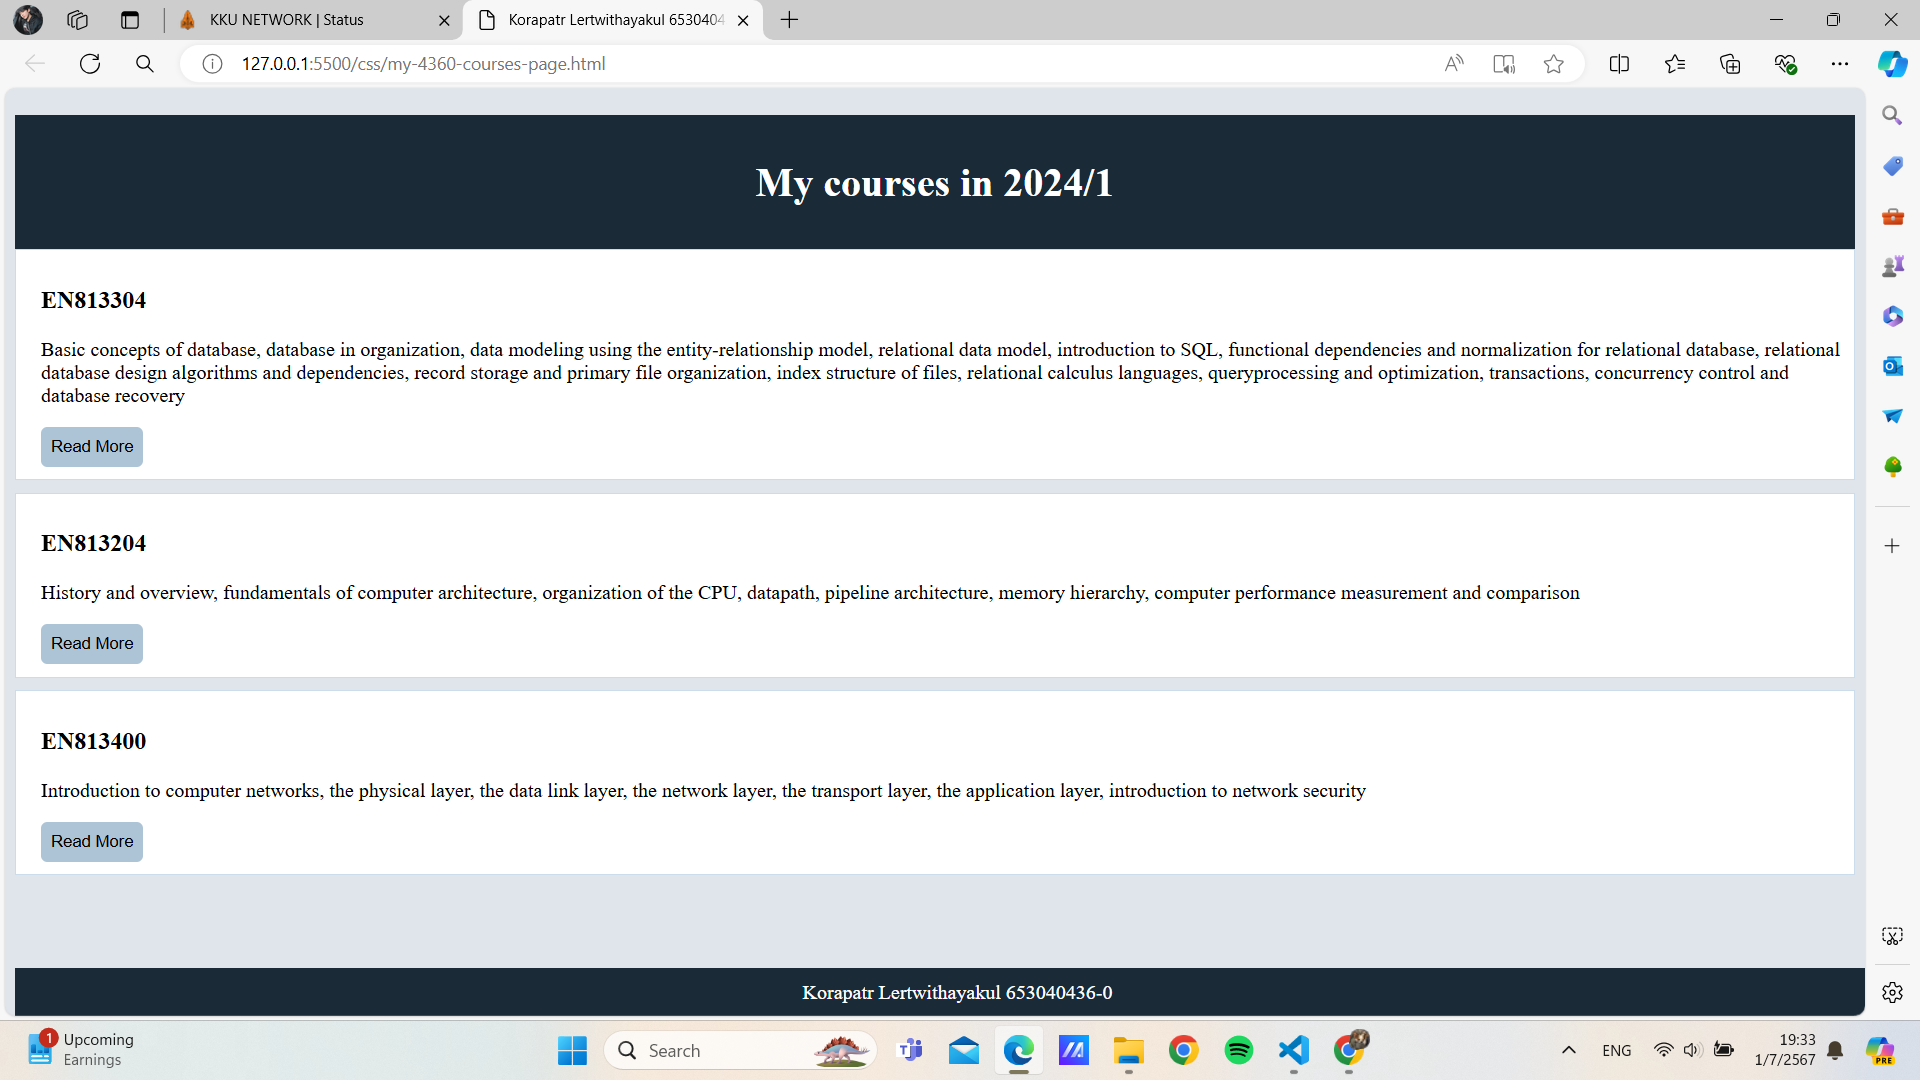 KKU NETWORK | Status
Korapatr Lertwithayakul 6530404
127.0.0.1:5500/css/my-4360-courses-page.html
My courses in 2024/1
EN813304
Basic concepts of database, database in organization, data modeling using the entity-relationship model, relational data model, introduction to SQL, functional dependencies and normalization for relational database, relational
database design algorithms and dependencies, record storage and primary file organization, index structure of files, relational calculus languages, queryprocessing and optimization, transactions, concurrency control and
database recovery
Read More
EN813204
History and overview, fundamentals of computer architecture, organization of the CPU, datapath, pipeline architecture, memory hierarchy, computer performance measurement and comparison
Read More
EN813400
Introduction to computer networks, the physical layer, the data link layer, the network layer, the transport layer, the application layer, introduction to network security
Read More
Korapatr Lertwithayakul 653040436-0
1
Upcoming
Earnings
Search
ENG
19:33
1/7/2567
PRE